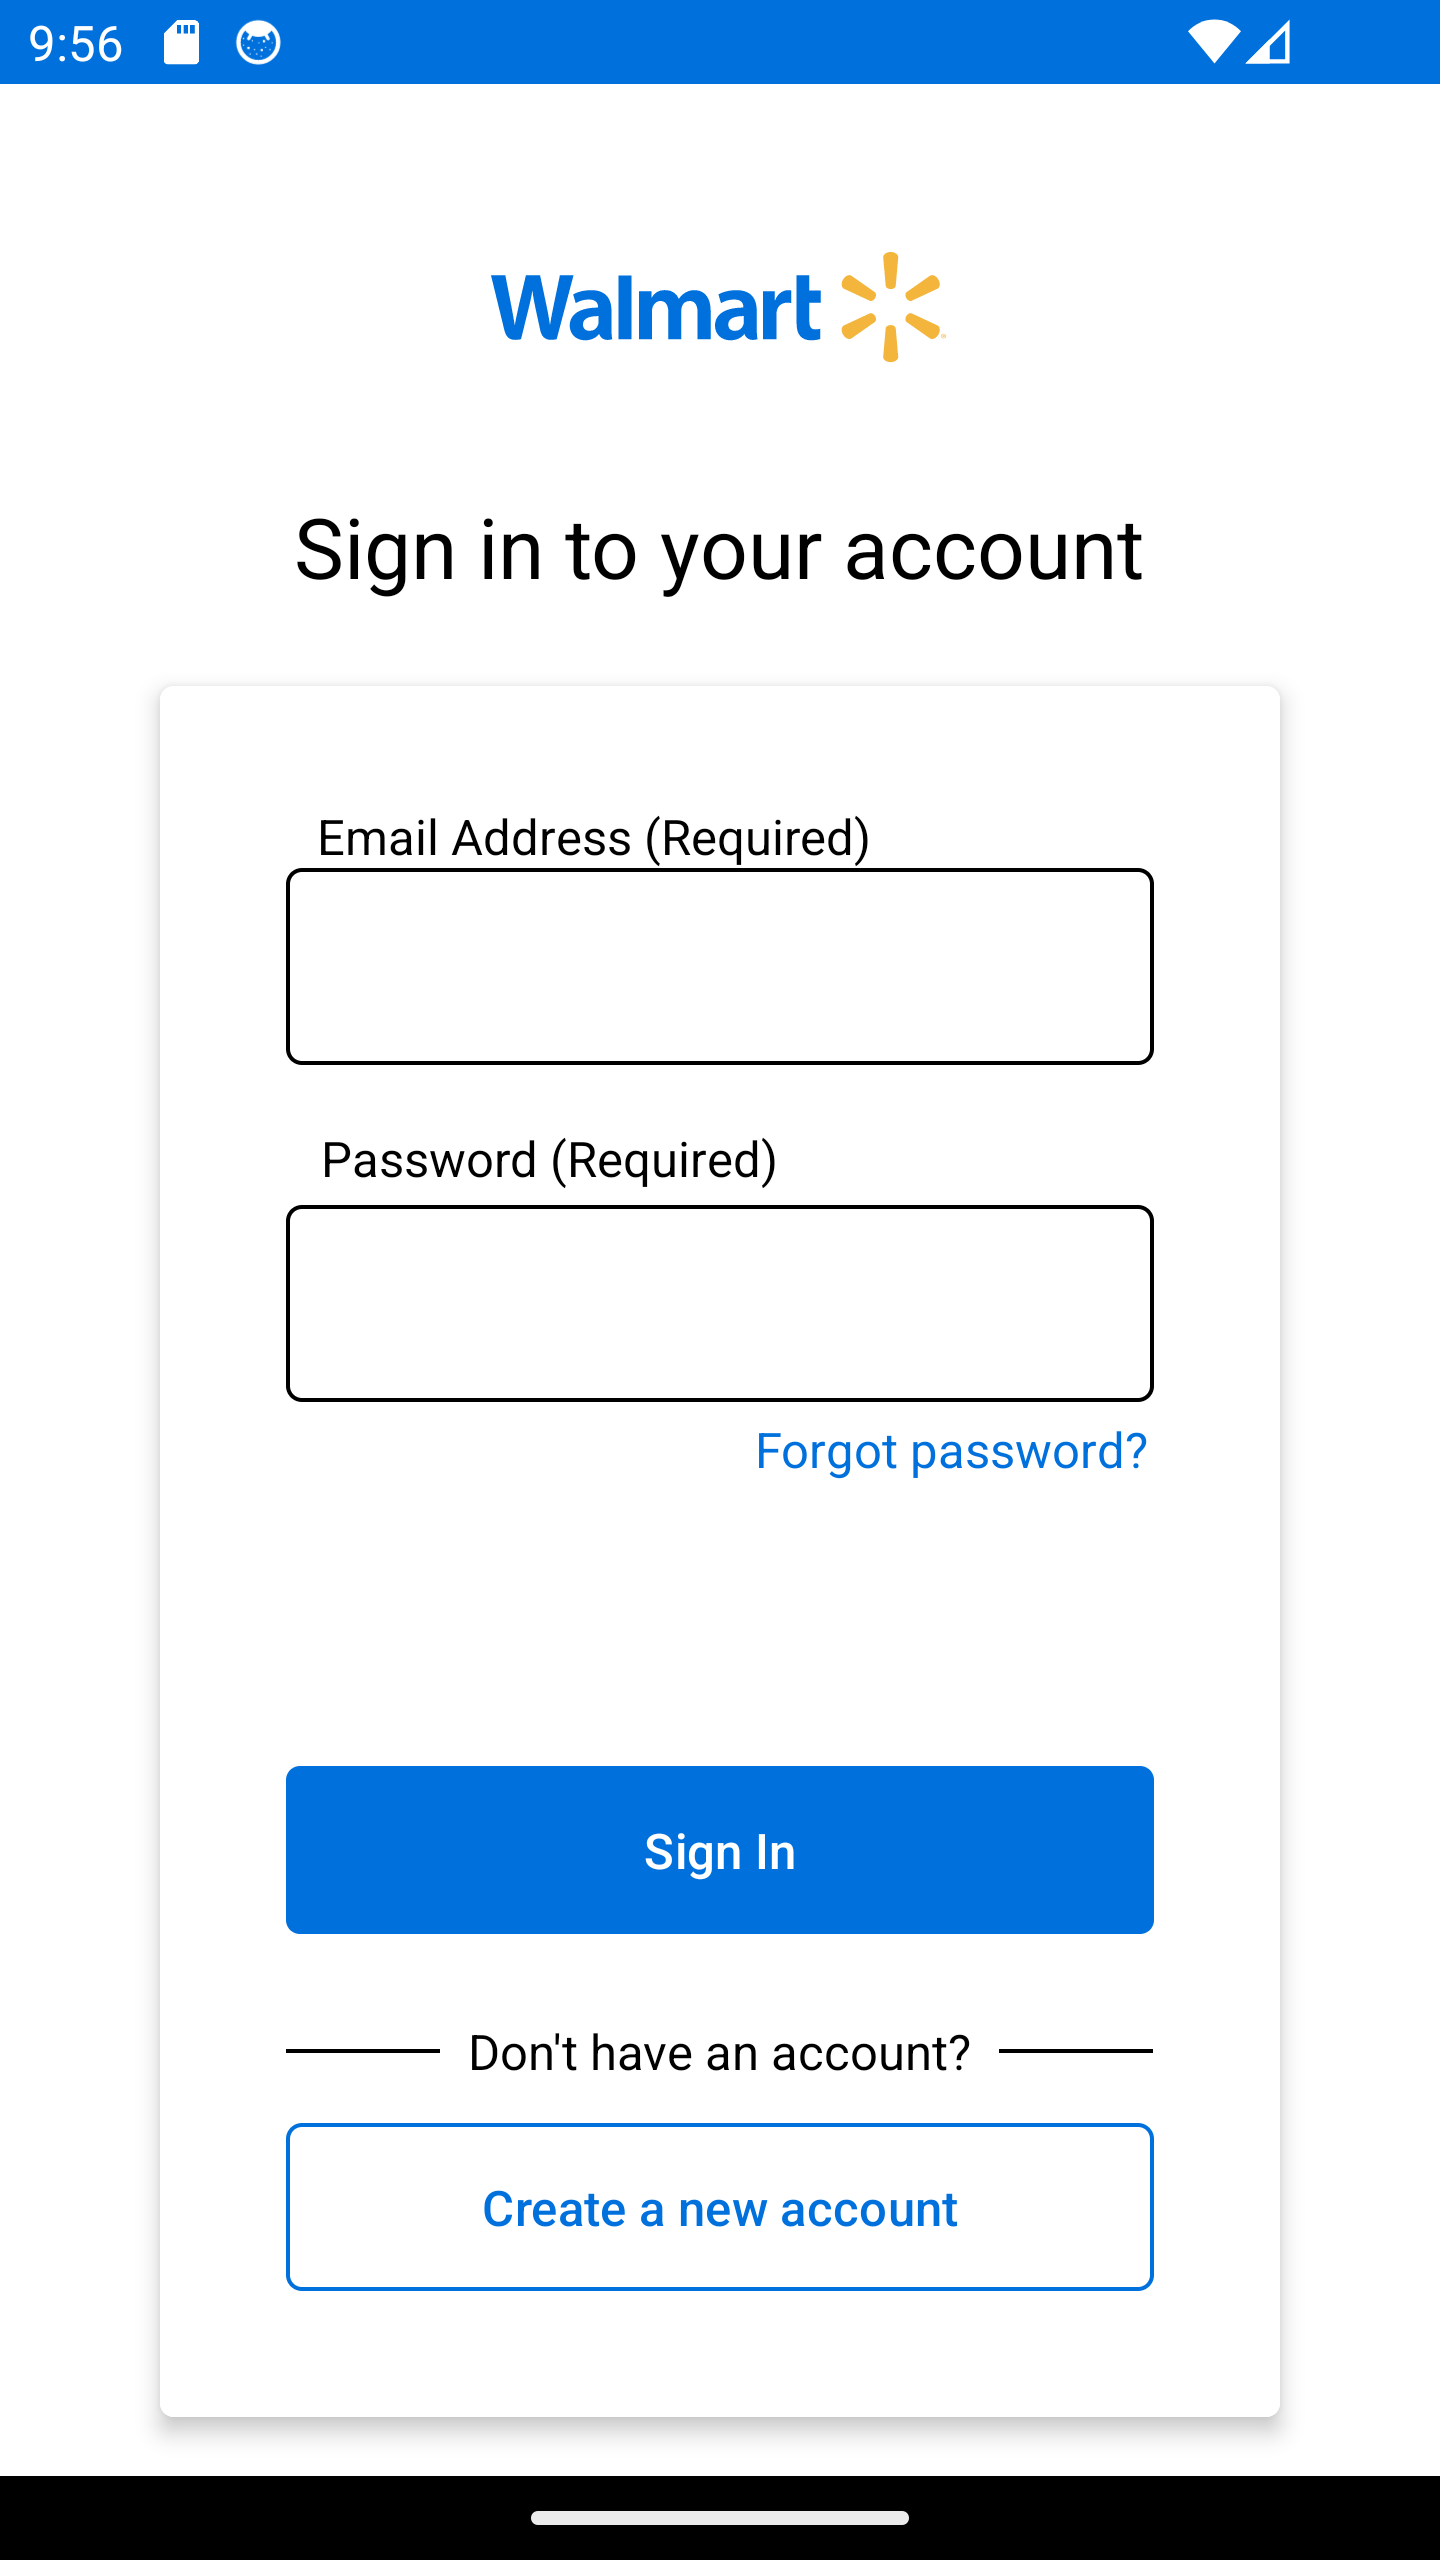 9:56
Walmart
Sign in to your account
Email Address (Required)
Password (Required)
Forgot password?
Sign In
Don't have an account?
Create a new account